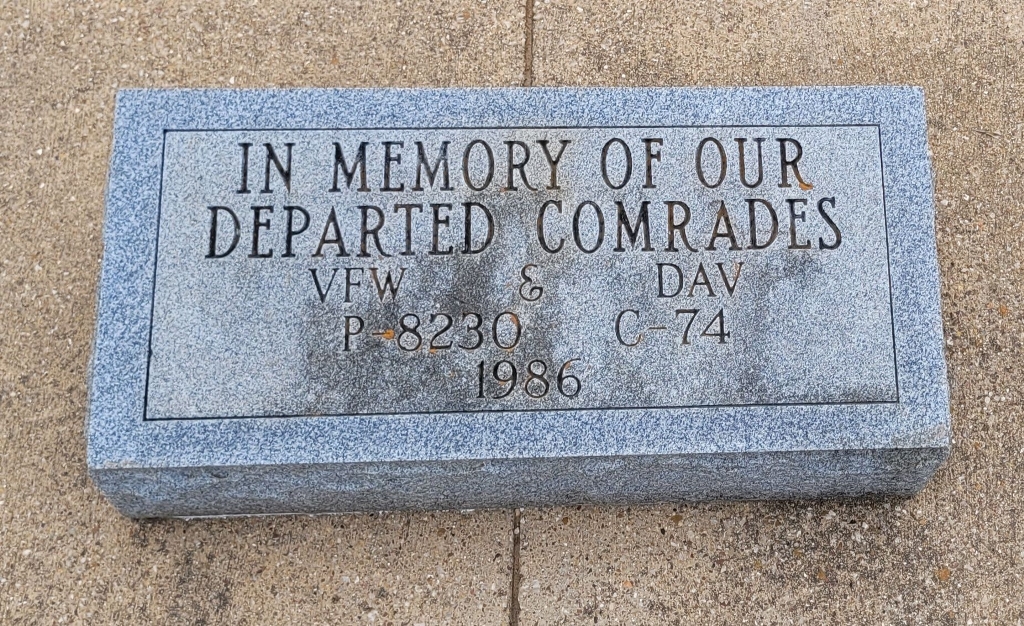 IN MEMORY OF OUR
DEPARTED COMRADES
VFW & DAV
P-8230 C-74
1986